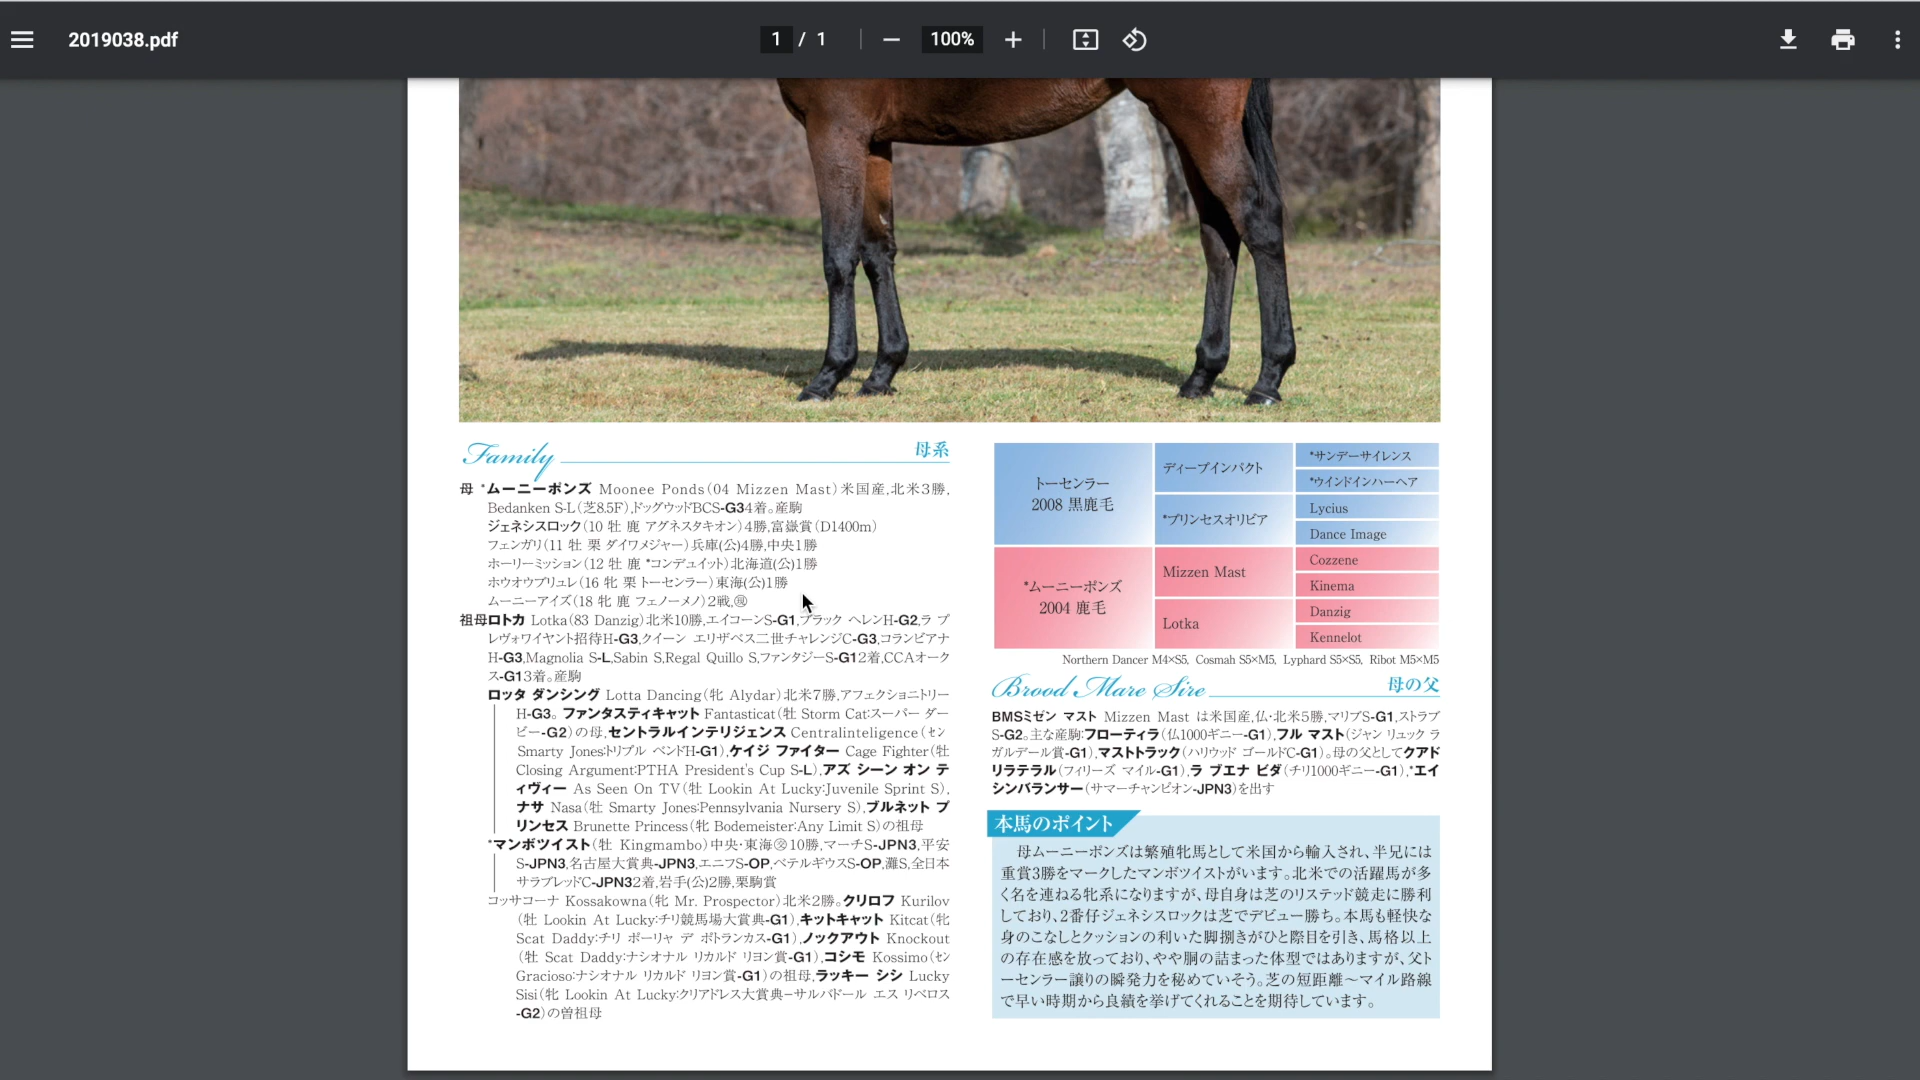 2019038.pdf
1 / 1
100%
Family 母系
母 *ムーニーポンズ Moonee Ponds(04 Mizzen Mast)米国産,北米3勝,
Bedanken S-L(芝8.5F),ドッグウッドBCS-G34着。産駒
ジェネシスロック(10 牡 鹿 アグネスタキオン)4勝,富嶽賞(D1400m)
フェンガリ(11 牡 栗 ダイワメジャー)兵庫(公)4勝,中央1勝
ホーリーミッション(12 牡 鹿 *コンデュイット)北海道(公)1勝
ホウオウブリュレ(16 牝 栗 トーセンラー)東海(公)1勝
ムーニーアイズ(18 牝 鹿 フェノーメノ)2戦,㊕
祖母ロトカ Lotka(83 Danzig)北米10勝,エイコーンS-G1,ブラック ヘレンH-G2,ラ プ
レヴォワイヤント招待H-G3,クイーン エリザベス二世チャレンジC-G3,コランビアナ
H-G3,Magnolia S-L,Sabin S,Regal Quillo S,ファンタジーS-G12着,CCAオーク
ス-G13着。産駒
ロッタ ダンシング Lotta Dancing(牝 Alydar)北米7勝,アフェクショニトリー
H-G3。ファンタスティキャット Fantasticat(牡 Storm Cat:スーパー ダー
ビー-G2)の母,セントラルインテリジェンス Centralinteligence(セン
Smarty Jones:トリプル ベンドH-G1),ケイジ ファイター Cage Fighter(牡
Closing Argument:PTHA President's Cup S-L),アズ シーン オン テ
ィヴィー As Seen On TV(牡 Lookin At Lucky:Juvenile Sprint S),
ナサ Nasa(牡 Smarty Jones:Pennsylvania Nursery S),ブルネット プ
リンセス Brunette Princess(牝 Bodemeister:Any Limit S)の祖母
*マンボツイスト(牡 Kingmambo)中央・東海10勝,マーチS-JPN3,平安
S-JPN3,名古屋大賞典-JPN3,エニフS-OP,ベテルギウスS-OP,灘S,全日本
サラブレッドC-JPN32着,岩手(公)2勝,栗駒賞
コッサコーナ Kossakowna(牝 Mr. Prospector)北米2勝。クリロフ Kurilov
(牡 Lookin At Lucky:チリ競馬場大賞典-G1),キットキャット Kitcat(牝
Scat Daddy:チリ ポーリャ デ ポトランカス-G1),ノックアウト Knockout
(牡 Scat Daddy:ナシオナル リカルド リヨン賞-G1),コシモ Kossimo(セン
Gracioso:ナシオナル リカルド リヨン賞-G1)の祖母,ラッキー シシ Lucky
Sisi(牝 Lookin At Lucky:クリアドレス大賞典-サルバドール エス リベロス
-G2)の曽祖母
トーセンラー
2008 黒鹿毛
ディープインパクト
*サンデーサイレンス
*ウインドインハーヘア
*プリンセスオリビア
Lycius
Dance Image
*ムーニーポンズ
2004 鹿毛
Mizzen Mast
Cozzene
Kinema
Lotka
Danzig
Kennelot
Northern Dancer M4×S5, Cosmah S5×M5, Lyphard S5×S5, Ribot M5×M5
Brood Mare Sire 母の父
BMSミゼン マスト Mizzen Mast は米国産,仏・北米5勝,マリブS-G1,ストラブ
S-G2。主な産駒:フローティラ(仏1000ギニー-G1),フル マスト(ジャン リュック ラ
ガルデール賞-G1),マストトラック(ハリウッド ゴールドC-G1)。母の父としてクアド
リラテラル(フィリーズ マイル-G1),ラ ブエナ ビダ(チリ1000ギニー-G1),*エイ
シンバランサー(サマーチャンピオン-JPN3)を出す
本馬のポイント
母ムーニーポンズは繁殖牝馬として米国から輸入され、半兄には
重賞3勝をマークしたマンボツイストがいます。北米での活躍馬が多
く名を連ねる牝系になりますが、母自身は芝のリステッド競走に勝利
しており、2番仔ジェネシスロックは芝でデビュー勝ち。本馬も軽快な
身のこなしとクッションの利いた脚捌きがひと際目を引き、馬格以上
の存在感を放っており、やや胴の詰まった体型ではありますが、父ト
ーセンラー譲りの瞬発力を秘めていそう。芝の短距離～マイル路線
で早い時期から良績を挙げてくれることを期待しています。